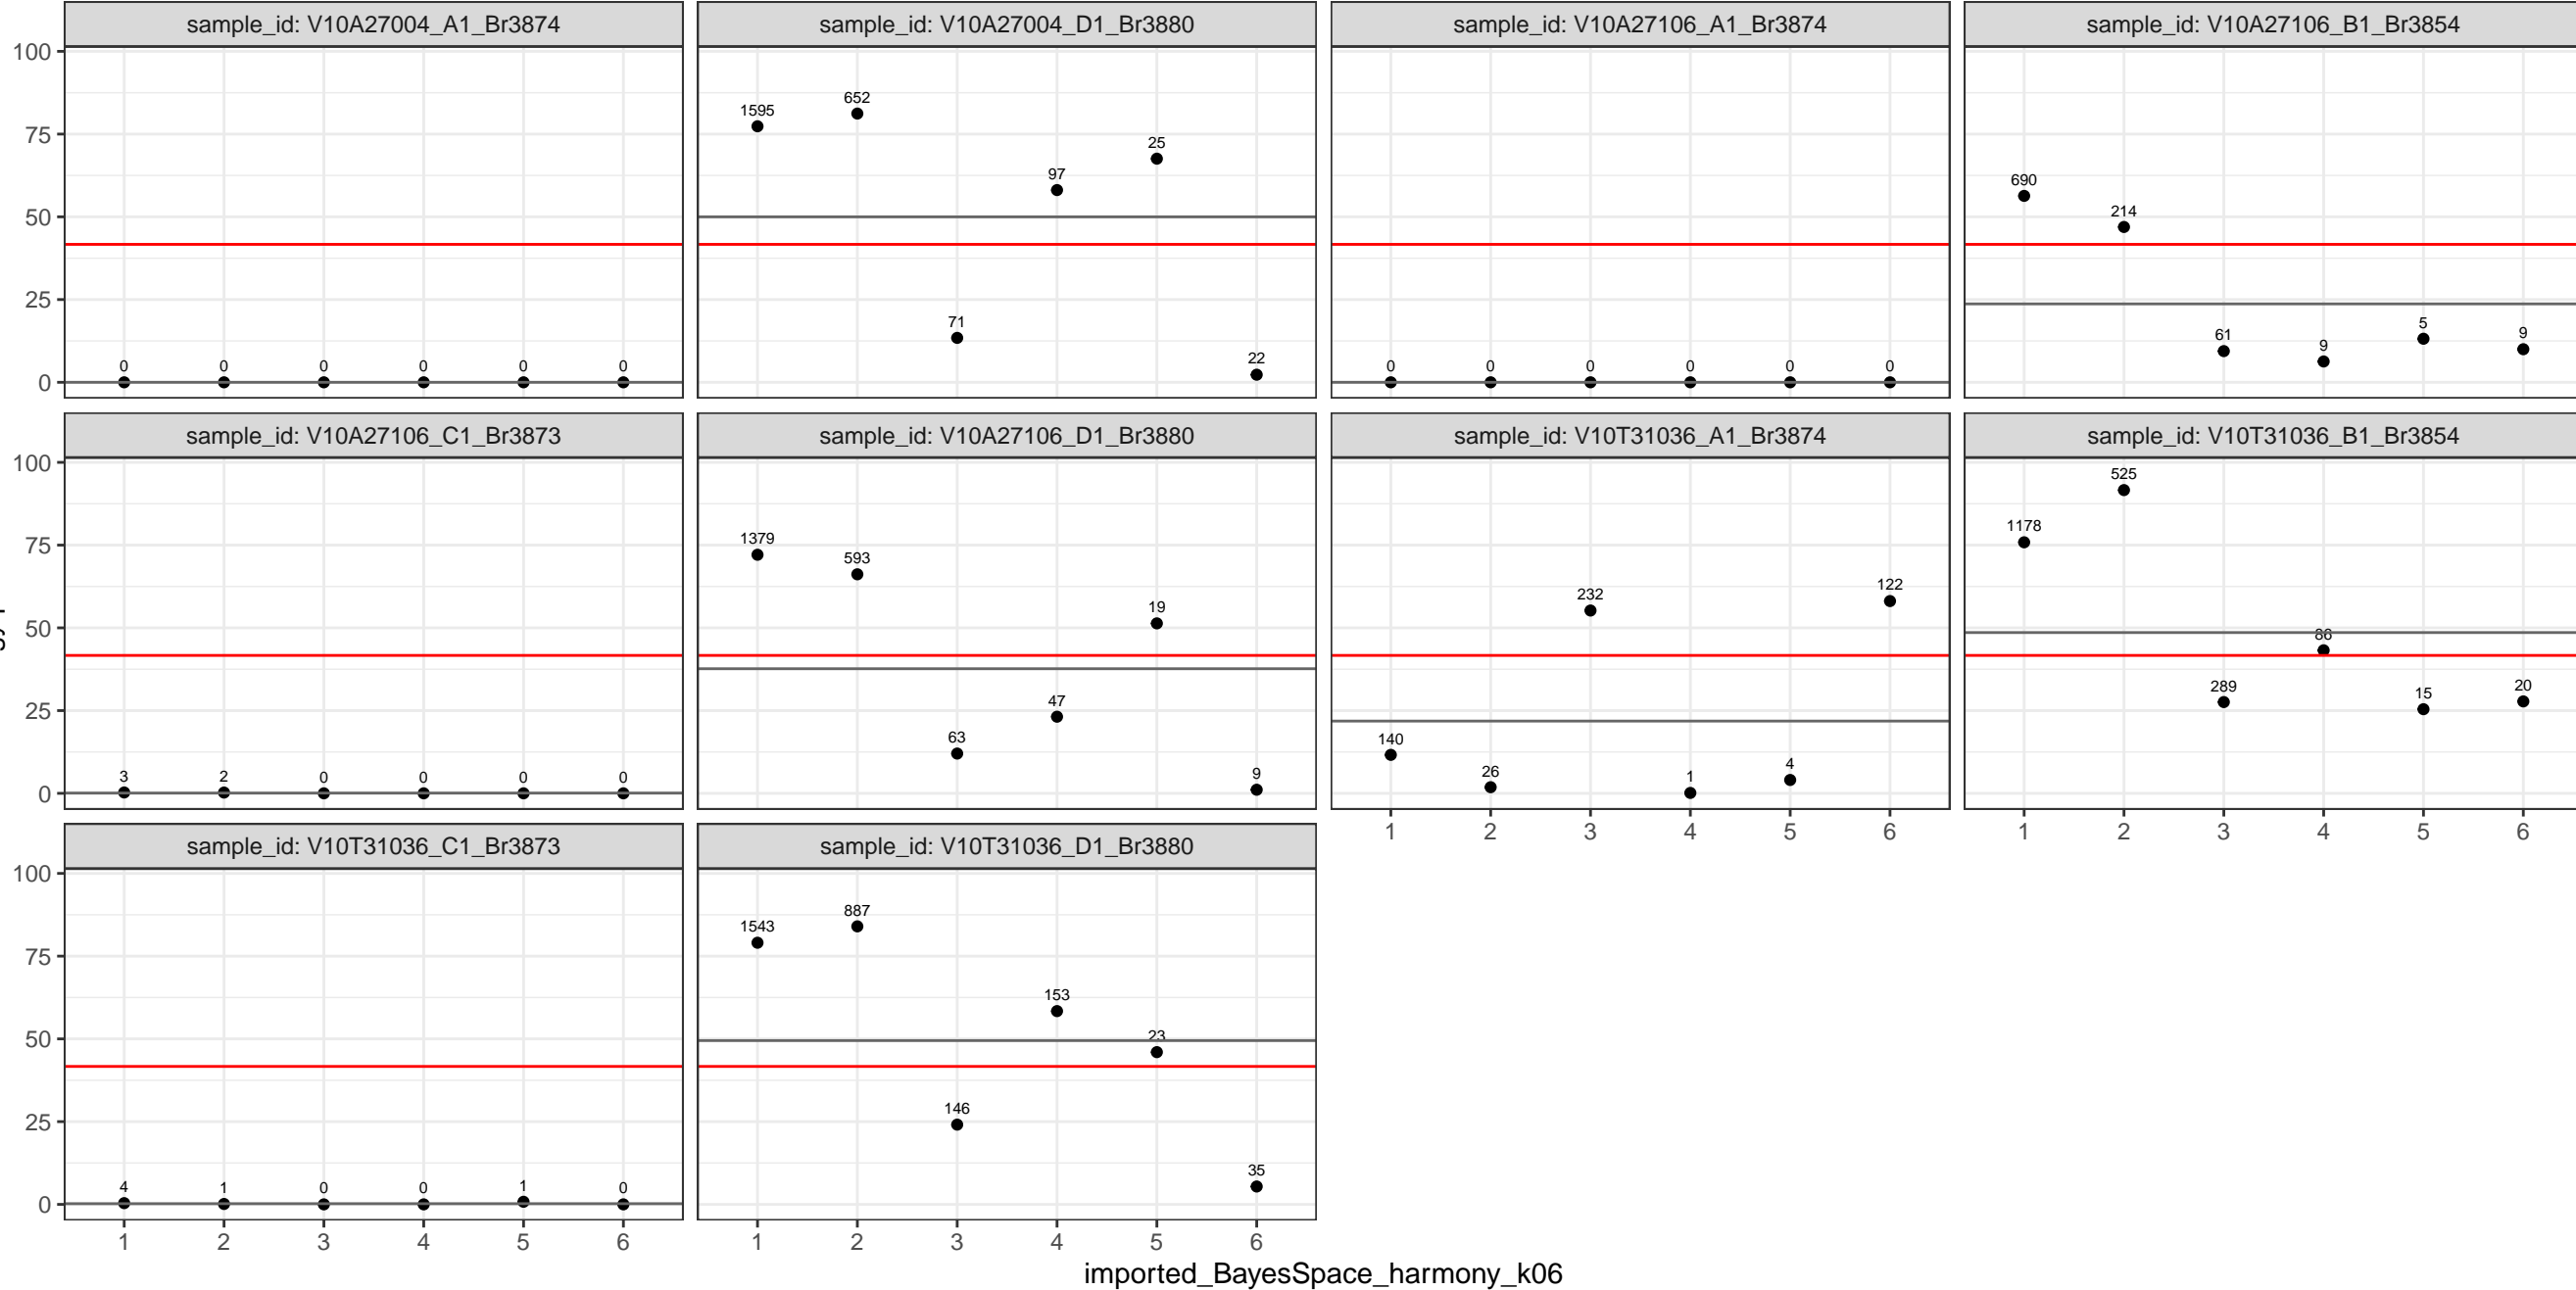 sample_id: V10A27004_A1_Br3874
sample_id: V10A27004_D1_Br3880
sample_id: V10A27106_A1_Br3874
sample_id: V10A27106_B1_Br3854
100
75
50
25
0
0 0 0 0 0 0
1595 652 71 97 25 22
0 0 0 0 0 0
690 214 61 9 5 9
sample_id: V10A27106_C1_Br3873
sample_id: V10A27106_D1_Br3880
sample_id: V10T31036_A1_Br3874
sample_id: V10T31036_B1_Br3854
100
75
50
25
0
3 2 0 0 0 0
1379 593 63 47 19 9
140 26 232 1 4 122
1178 525 289 86 15 20
1 2 3 4 5 6
1 2 3 4 5 6
sample_id: V10T31036_C1_Br3873
sample_id: V10T31036_D1_Br3880
100
75
50
25
0
4 1 0 0 1 0
1543 887 146 153 23 35
1 2 3 4 5 6
1 2 3 4 5 6
imported_BayesSpace_harmony_k06